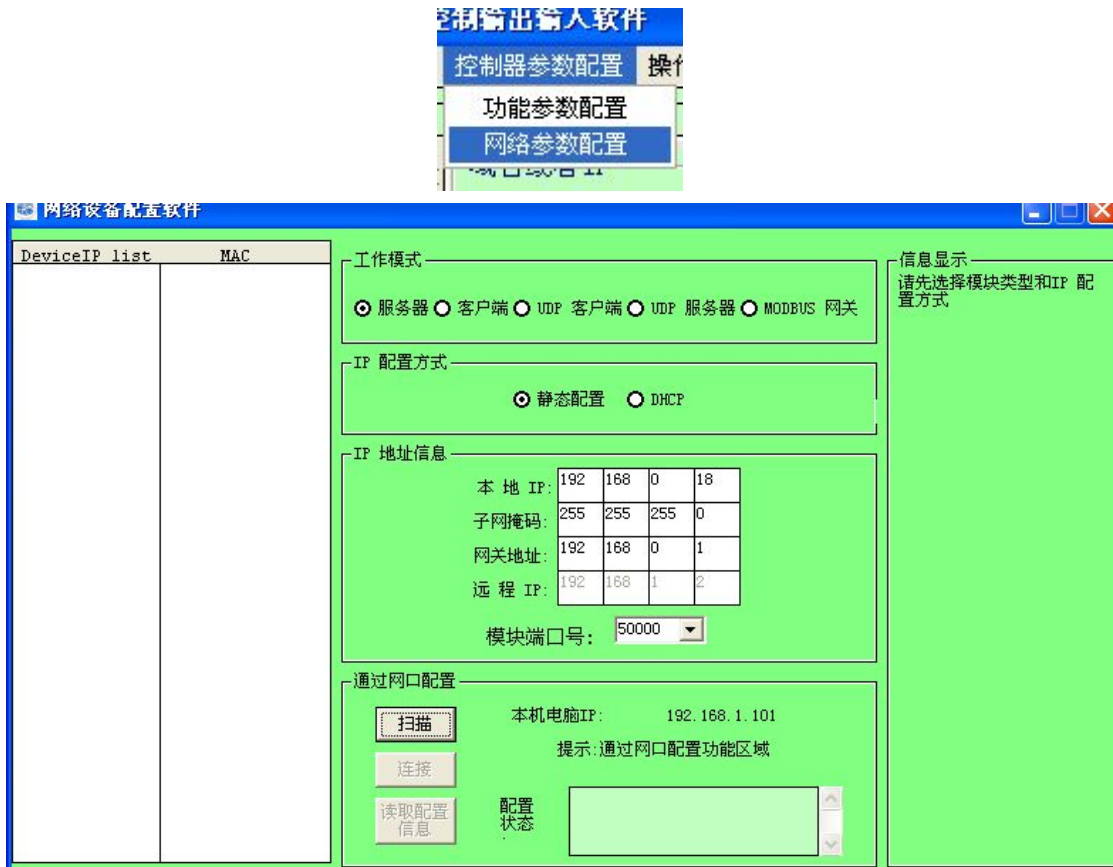 控制输出输入软件
控制器参数配置 操作
功能参数配置
网络参数配置
网络设备配置软件
DeviceIP list MAC
工作模式
服务器 客户端 UDP 客户端 UDP 服务器 MODBUS 网关
IP 配置方式
静态配置 DHCP
IP 地址信息
本 地 IP: 192 168 0 18
子网掩码: 255 255 255 0
网关地址: 192 168 0 1
远 程 IP: 192 168 1 2
模块端口号: 50000
通过网口配置
扫描
本机电脑IP: 192.168.1.101
提示:通过网口配置功能区域
连接
读取配置
信息
配置
状态
:
信息显示
请先选择模块类型和IP 配
置方式